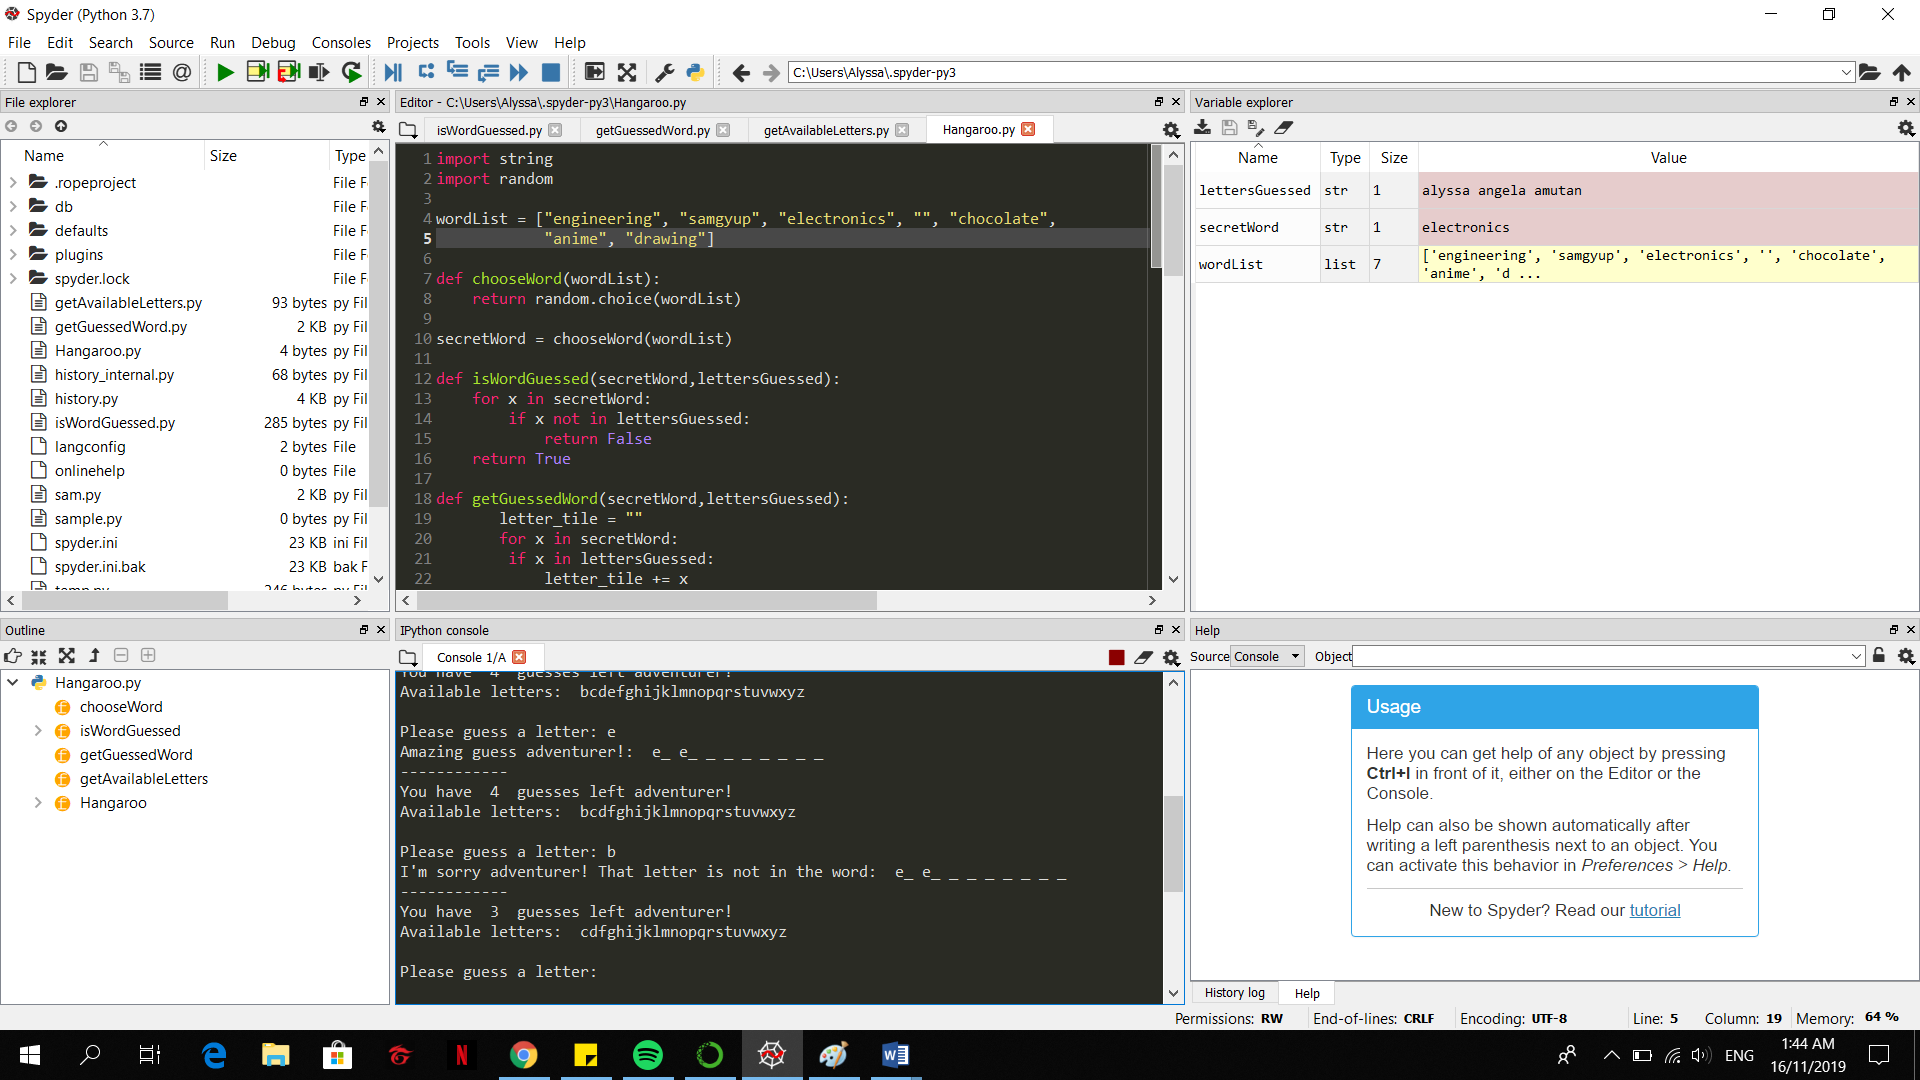 Spyder (Python 3.7)
File Edit Search Source Run Debug Consoles Projects Tools View Help
C:\Users\Alyssa\.spyder-py3
File explorer
Name Size Type
.ropeproject File F
db File F
defaults File F
plugins File F
spyder.lock File F
getAvailableLetters.py 93 bytes py Fil
getGuessedWord.py 2 KB py Fil
Hangaroo.py 4 bytes py Fil
history_internal.py 68 bytes py Fil
history.py 4 KB py Fil
isWordGuessed.py 285 bytes py Fil
langconfig 2 bytes File
onlinehelp 0 bytes File
sam.py 2 KB py Fil
sample.py 0 bytes py Fil
spyder.ini 23 KB ini Fil
spyder.ini.bak 23 KB bak F
Editor - C:\Users\Alyssa\.spyder-py3\Hangaroo.py
isWordGuessed.py getGuessedWord.py getAvailableLetters.py Hangaroo.py
1 import string
2 import random
3
4 wordList = ["engineering", "samgyup", "electronics", "", "chocolate",
5 "anime", "drawing"]
6
7 def chooseWord(wordList):
8 return random.choice(wordList)
9
10 secretWord = chooseWord(wordList)
11
12 def isWordGuessed(secretWord,lettersGuessed):
13 for x in secretWord:
14 if x not in lettersGuessed:
15 return False
16 return True
17
18 def getGuessedWord(secretWord,lettersGuessed):
19 letter_tile = ""
20 for x in secretWord:
21 if x in lettersGuessed:
22 letter_tile += x
Variable explorer
Name Type Size Value
lettersGuessed str 1 alyssa angela amutan
secretWord str 1 electronics
wordList list 7 ['engineering', 'samgyup', 'electronics', '', 'chocolate',
'anime', 'd ...
Outline
Hangaroo.py
chooseWord
isWordGuessed
getGuessedWord
getAvailableLetters
Hangaroo
IPython console
Console 1/A
You have 4 guesses left adventurer!
Available letters: bcdefghijklmnopqrstuvwxyz
Please guess a letter: e
Amazing guess adventurer!: e_ e_ _ _ _ _ _ _ _
------------
You have 4 guesses left adventurer!
Available letters: bcdfghijklmnopqrstuvwxyz
Please guess a letter: b
I'm sorry adventurer! That letter is not in the word: e_ e_ _ _ _ _ _ _ _
------------
You have 3 guesses left adventurer!
Available letters: cdfghijklmnopqrstuvwxyz
Please guess a letter:
Help
Source Console Object
Usage
Here you can get help of any object by pressing
Ctrl+I in front of it, either on the Editor or the
Console.
Help can also be shown automatically after
writing a left parenthesis next to an object. You
can activate this behavior in Preferences > Help.
New to Spyder? Read our tutorial
History log Help
Permissions: RW End-of-lines: CRLF Encoding: UTF-8 Line: 5 Column: 19 Memory: 64 %
ENG
1:44 AM
16/11/2019